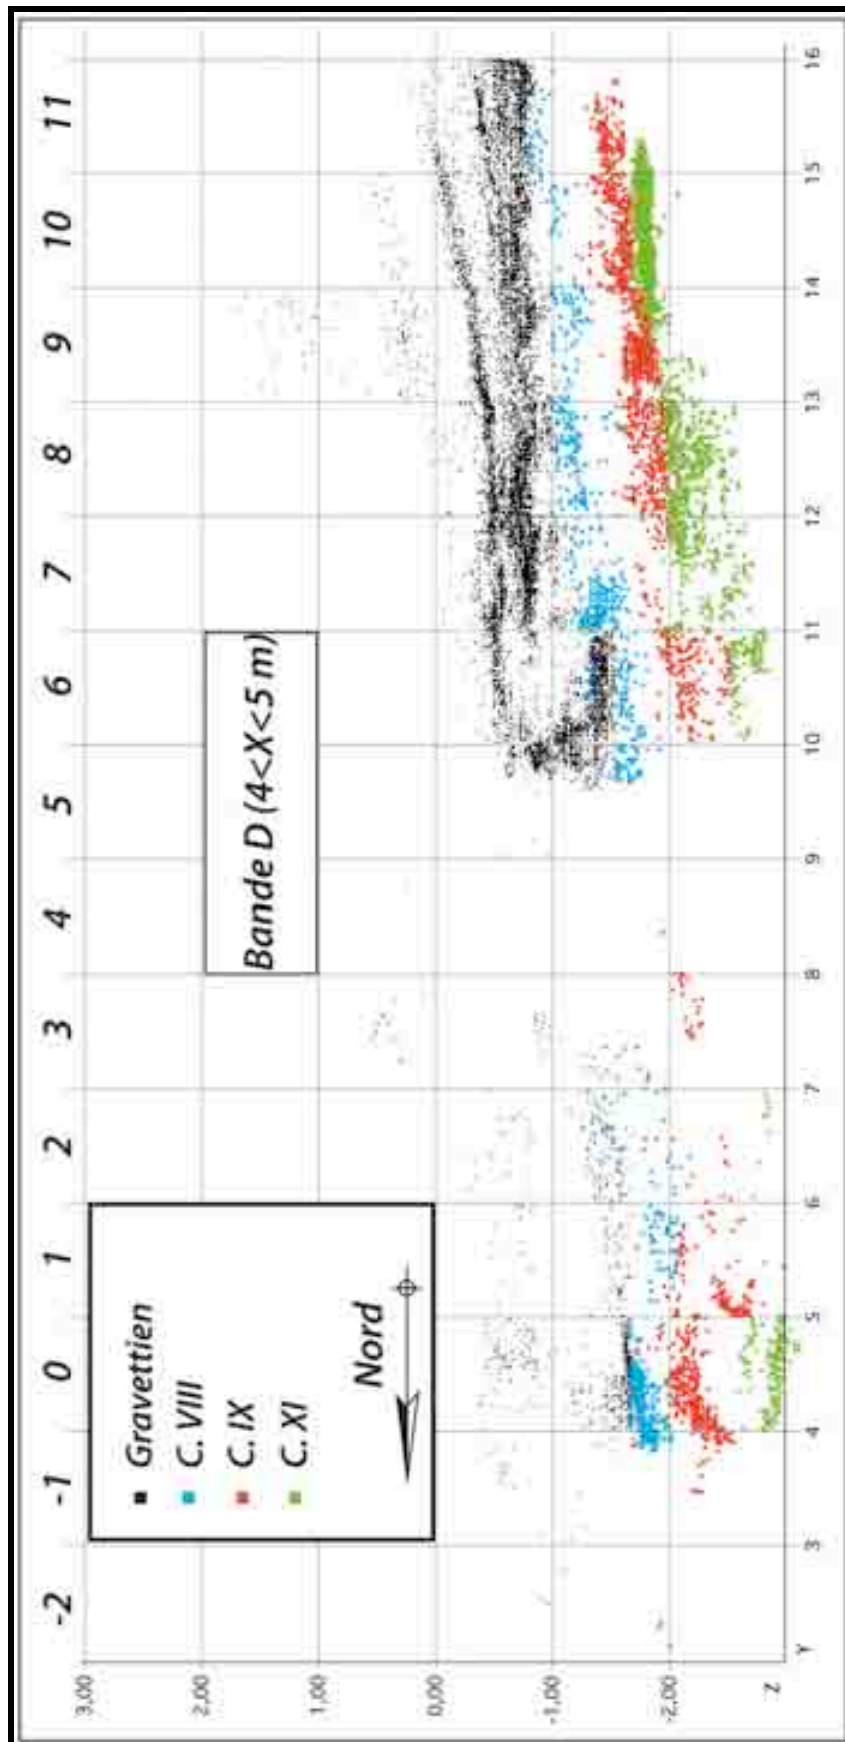 -2 -1 0 1 2 3 4 5 6 7 8 9 10 11
3,00
2,00
1,00
0,00
-1,00
-2,00
Z
Gravettien
C. VIII
C. IX
C. XI
Nord
Bande D (4<X<5 m)
Y 3 4 5 6 7 8 9 10 11 12 13 14 15 16